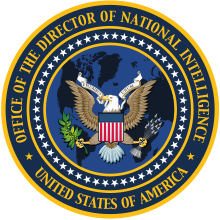 OFFICE OF THE DIRECTOR OF NATIONAL INTELLIGENCE
UNITED STATES OF AMERICA